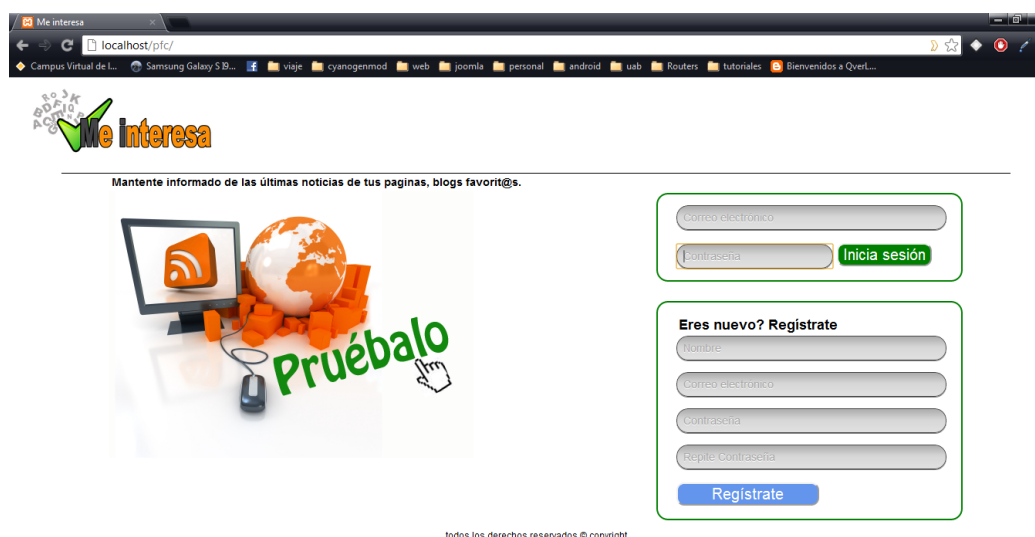 Me interesa
localhost/pfc/
Campus Virtual de l... Samsung Galaxy S I9... viaje cyanogenmod web joomla personal android uab Routers tutoriales Bienvenidos a QverL...
Me interesa
Mantente informado de las últimas noticias de tus paginas, blogs favorit@s.
Pruébalo
Correo electrónico
Contraseña
Inicia sesión
Eres nuevo? Regístrate
Nombre
Correo electrónico
Contraseña
Repite Contraseña
Regístrate
todos los derechos reservados © copyright